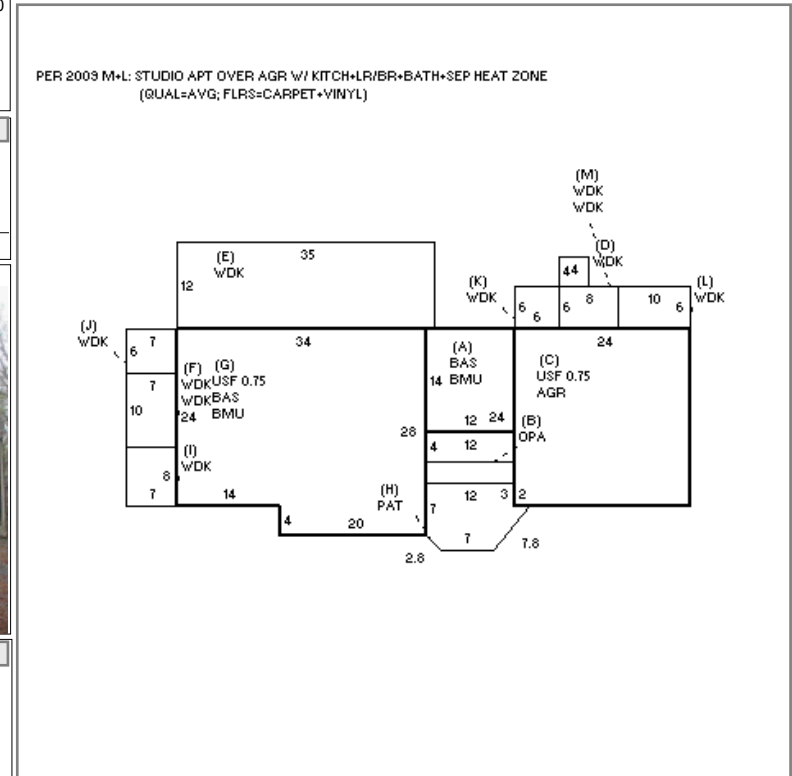 PER 2009 M+L: STUDIO APT OVER AGR W/ KITCH+LR/BR+BATH+SEP HEAT ZONE
(QUAL=AVG; FLRS=CARPET+VINYL)
(M)
WDK
WDK
(D)
WDK
44
(E)
WDK
35
12
(K)
WDK
6
6
6
8
10
6
(L)
WDK
(J)
WDK
6
7
34
(A)
BAS
BMU
14
12
24
24
(C)
USF 0.75
AGR
(F)
WDK
WDK
24
(G)
USF 0.75
BAS
BMU
7
10
28
(B)
OPA
4
12
(I)
WDK
8
7
14
(H)
PAT
12
3
2
7
4
20
7
2.8
7.8